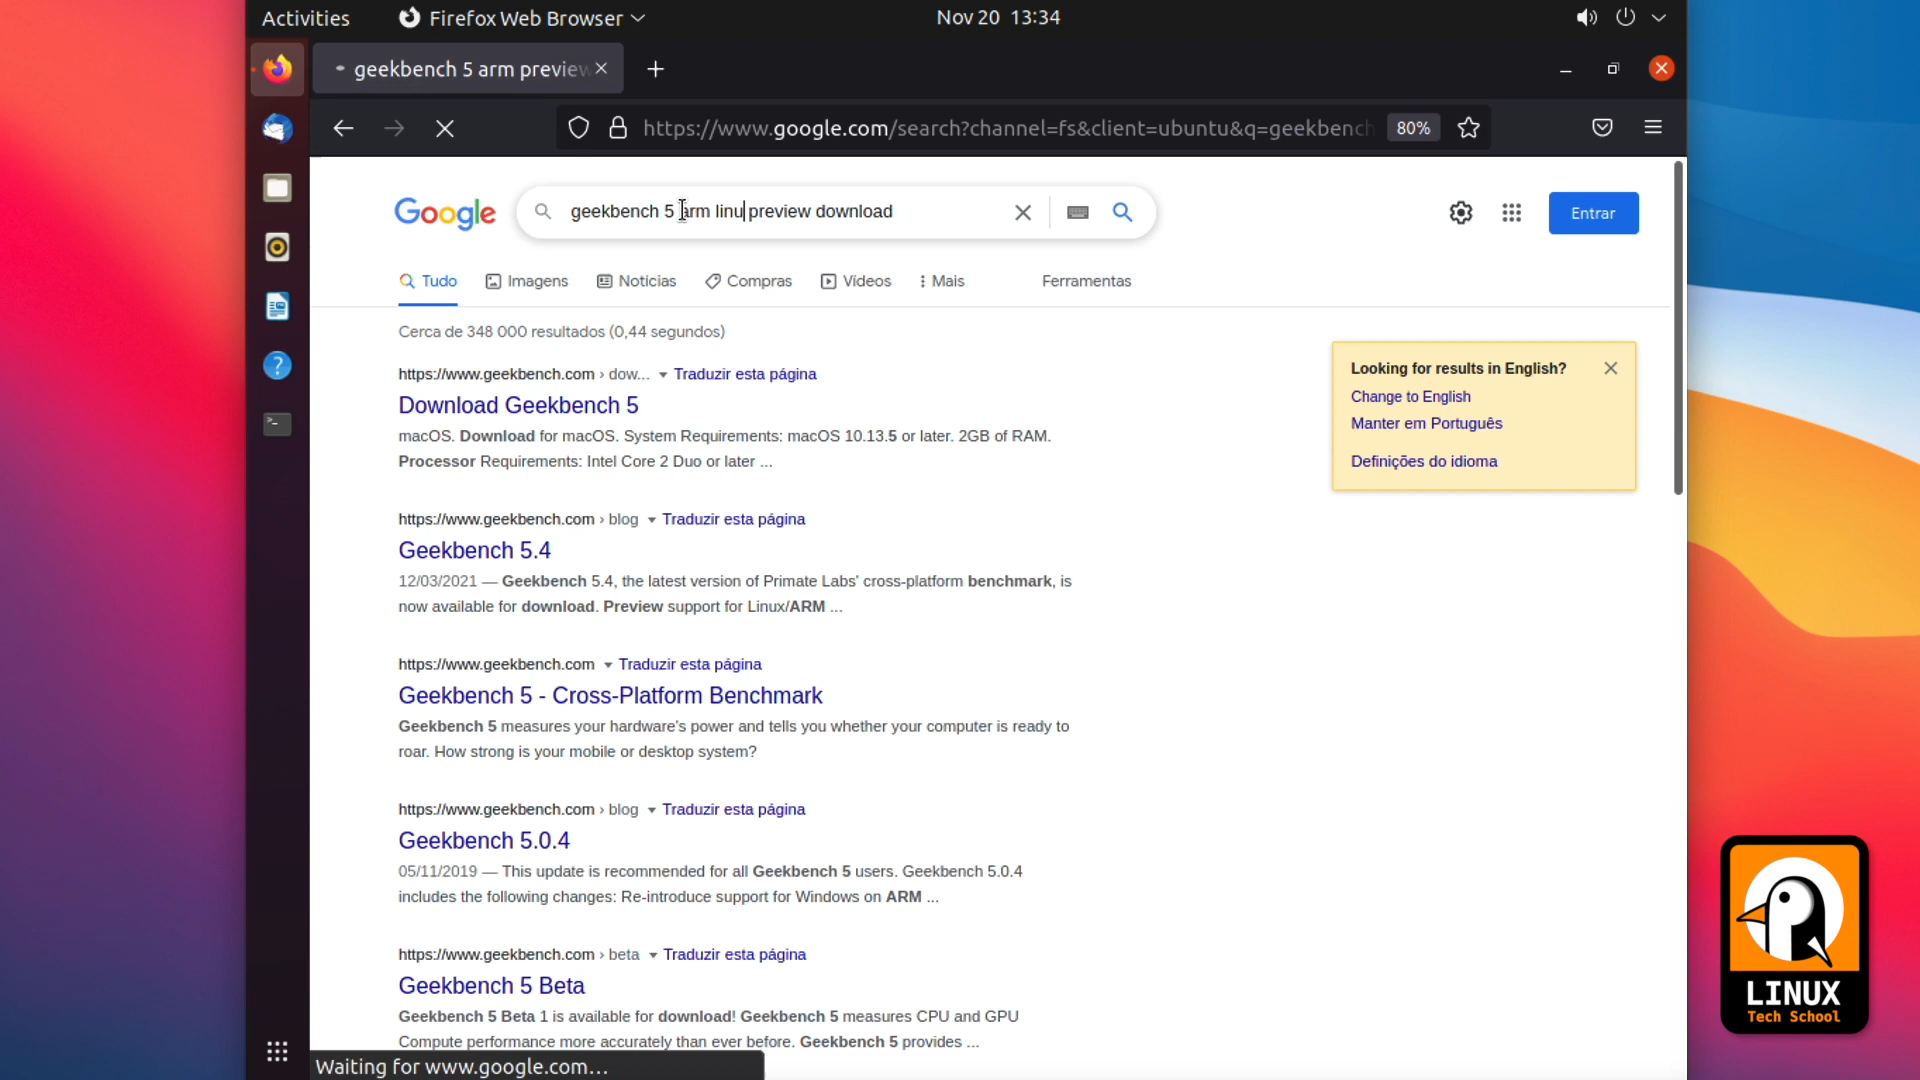 Activities
Firefox Web Browser
Nov 20 13:34
geekbench 5 arm preview
https://www.google.com/search?channel=fs&client=ubuntu&q=geekbench
80%
Google
geekbench 5 arm linu preview download
Entrar
Tudo
Imagens
Notícias
Compras
Vídeos
Mais
Ferramentas
Cerca de 348 000 resultados (0,44 segundos)
https://www.geekbench.com › dow... Traduzir esta página
Download Geekbench 5
macOS. Download for macOS. System Requirements: macOS 10.13.5 or later. 2GB of RAM.
Processor Requirements: Intel Core 2 Duo or later ...
https://www.geekbench.com › blog Traduzir esta página
Geekbench 5.4
12/03/2021 — Geekbench 5.4, the latest version of Primate Labs' cross-platform benchmark, is
now available for download. Preview support for Linux/ARM ...
https://www.geekbench.com Traduzir esta página
Geekbench 5 - Cross-Platform Benchmark
Geekbench 5 measures your hardware's power and tells you whether your computer is ready to
roar. How strong is your mobile or desktop system?
https://www.geekbench.com › blog Traduzir esta página
Geekbench 5.0.4
05/11/2019 — This update is recommended for all Geekbench 5 users. Geekbench 5.0.4
includes the following changes: Re-introduce support for Windows on ARM ...
https://www.geekbench.com › beta Traduzir esta página
Geekbench 5 Beta
Geekbench 5 Beta 1 is available for download! Geekbench 5 measures CPU and GPU
Compute performance more accurately than ever before. Geekbench 5 provides ...
Looking for results in English?
Change to English
Manter em Português
Definições do idioma
Waiting for www.google.com...
LINUX
Tech School